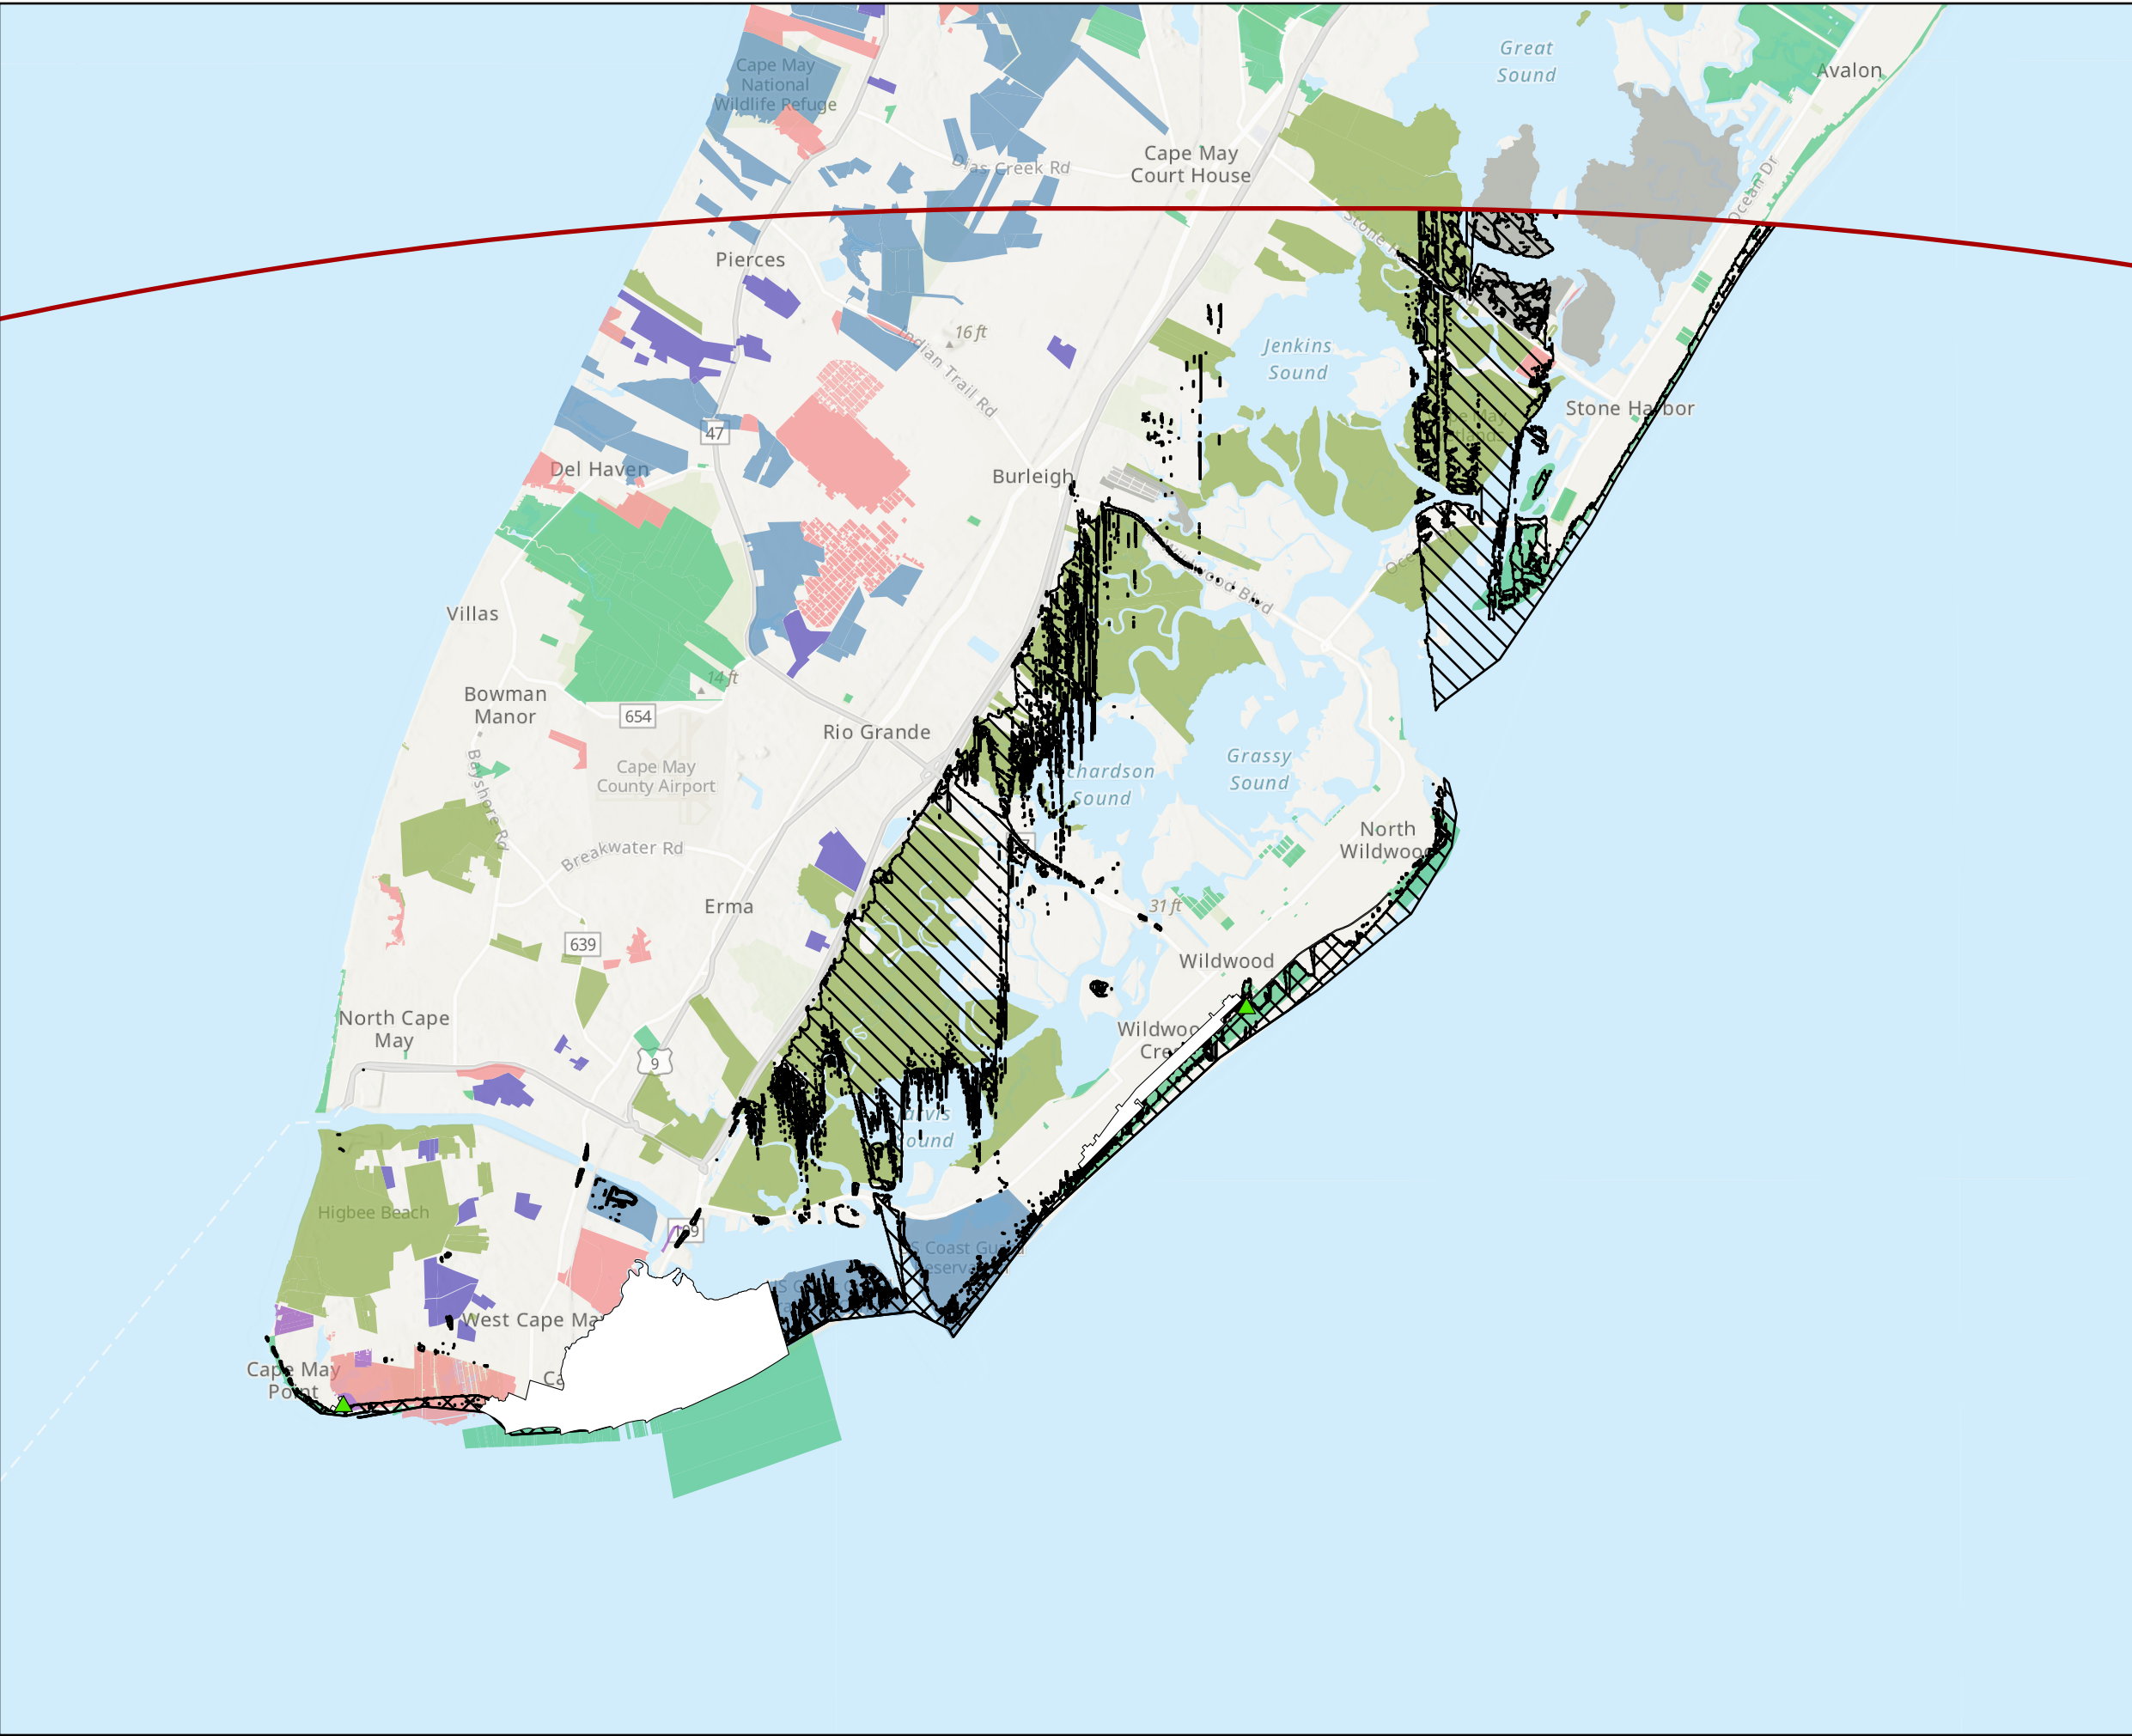 Great
Sound
Avalon
Cape May
National
Wildlife Refuge
Dias Creek Rd
Cape May
Court House
Ocean Dr
Pierces
16 ft
Indian Trail Rd
Jenkins
Sound
Stone Harbor
47
Del Haven
Burleigh
Villas
14 ft
Bowman
Manor
654
Rio Grande
Cape May
County Airport
Bayshore Rd
Breakwater Rd
chardson
Sound
Grassy
Sound
North
Wildwood
Erma
31 ft
639
Wildwood
North Cape
May
9
Higbee Beach
West Cape Ma
Cape May
Point